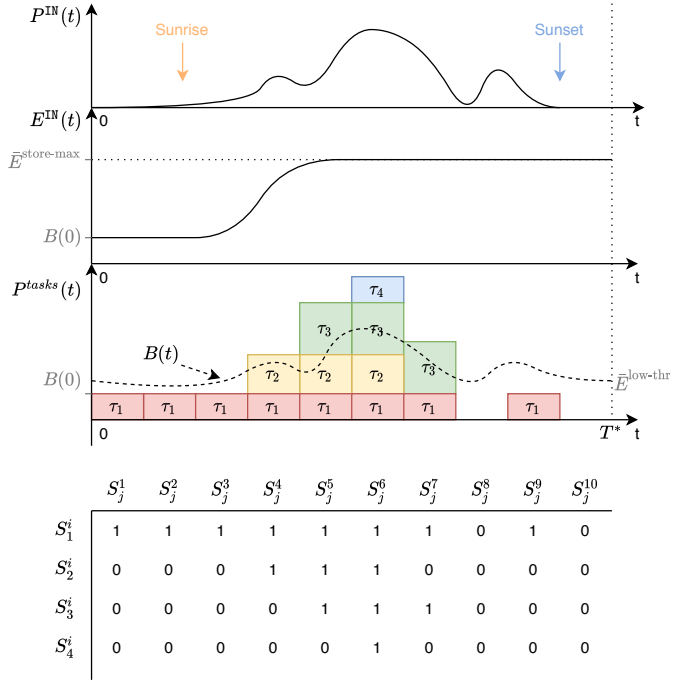 P^IN(t)
Sunrise
Sunset
0
t
E^IN(t)
Ē^store-max
B(0)
0
t
P^tasks(t)
τ₄
τ₃ τ₃
B(t)
τ₂ τ₂ τ₂ τ₃
B(0)
Ē^low-thr
τ₁ τ₁ τ₁ τ₁ τ₁ τ₁ τ₁ τ₁
0
T* t
S_j^1 S_j^2 S_j^3 S_j^4 S_j^5 S_j^6 S_j^7 S_j^8 S_j^9 S_j^10
S_1^i 1 1 1 1 1 1 1 0 1 0
S_2^i 0 0 0 1 1 1 0 0 0 0
S_3^i 0 0 0 0 1 1 1 0 0 0
S_4^i 0 0 0 0 0 1 0 0 0 0